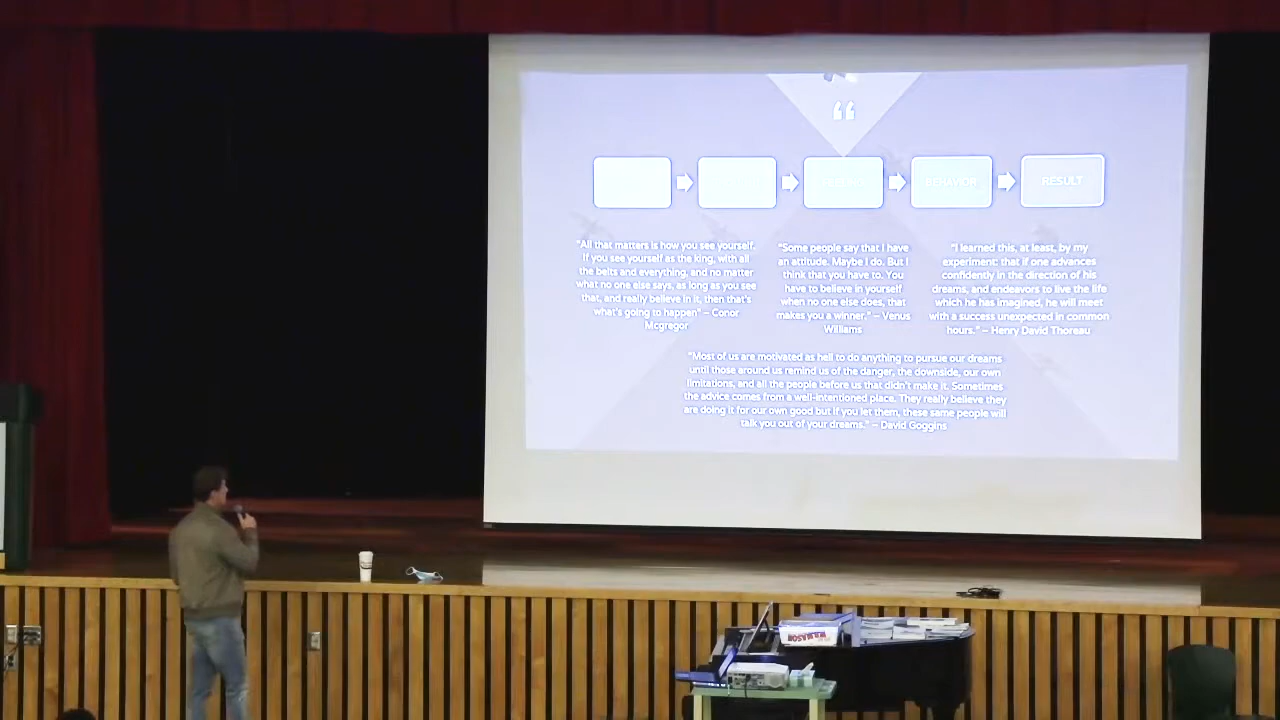 “
BEHAVIOR
RESULT
"All that matters is how you see yourself.
If you see yourself as the king, with all
the belts and everything, and no matter
what no one else says, as long as you see
that, and really believe in it, then that's
what's going to happen" – Conor
Mcgregor
"Some people say that I have
an attitude. Maybe I do. But I
think that you have to. You
have to believe in yourself
when no one else does, that
makes you a winner." – Venus
Williams
"I learned this, at least, by my
experiment: that if one advances
confidently in the direction of his
dreams, and endeavors to live the life
which he has imagined, he will meet
with a success unexpected in common
hours." – Henry David Thoreau
"Most of us are motivated as hell to do anything to pursue our dreams
until those around us remind us of the danger, the downside, our own
limitations, and all the people before us that didn't make it. Sometimes
the advice comes from a well-intentioned place. They really believe they
are doing it for our own good but if you let them, these same people will
talk you out of your dreams." – David Goggins